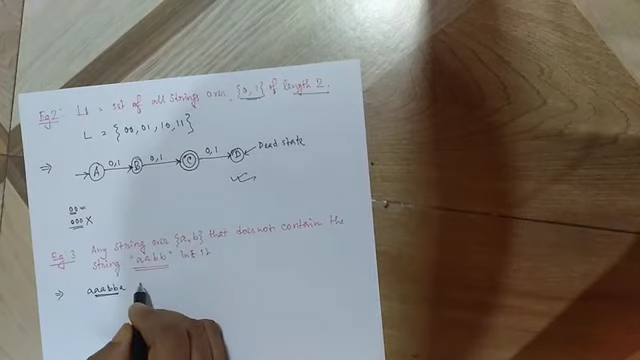 Eg2: L1 = set of all strings over {0,1} of length 2.
L = {00,01,10,11}
⇒ A 0,1 B 0,1 C 0,1 D Dead state
00 =
000 X
Eg:3 Any string over {a,b} that does not contain the
string "aabb" in it
⇒ aaabba